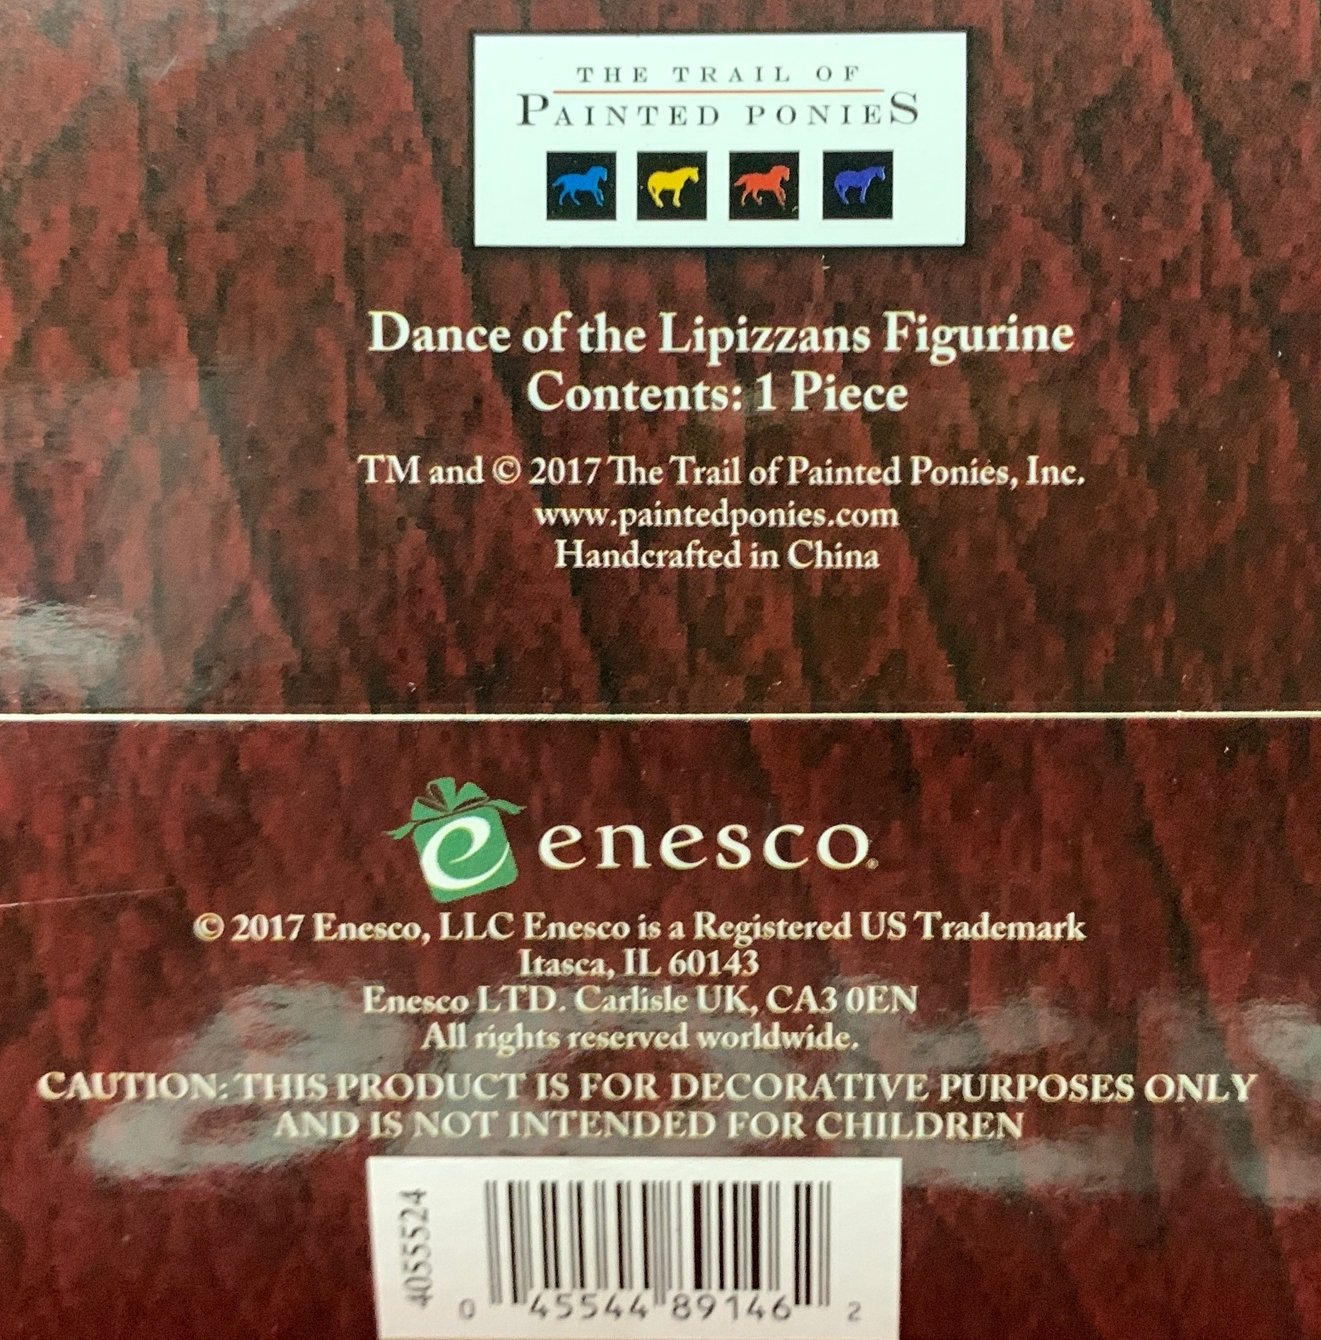 THE TRAIL OF
PAINTED PONIES
Dance of the Lipizzans Figurine
Contents: 1 Piece
TM and © 2017 The Trail of Painted Ponies, Inc.
www.paintedponies.com
Handcrafted in China
e enesco®
© 2017 Enesco, LLC Enesco is a Registered US Trademark
Itasca, IL 60143
Enesco LTD. Carlisle UK, CA3 0EN
All rights reserved worldwide.
CAUTION: THIS PRODUCT IS FOR DECORATIVE PURPOSES ONLY
AND IS NOT INTENDED FOR CHILDREN
4055524
0 45544 89146 2